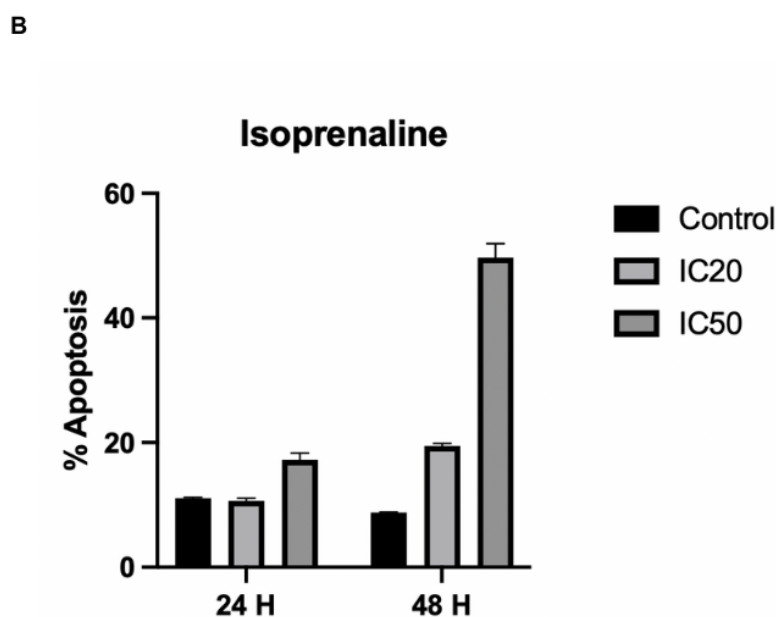 B
Isoprenaline
60
40
20
0
% Apoptosis
24 H
48 H
Control
IC20
IC50